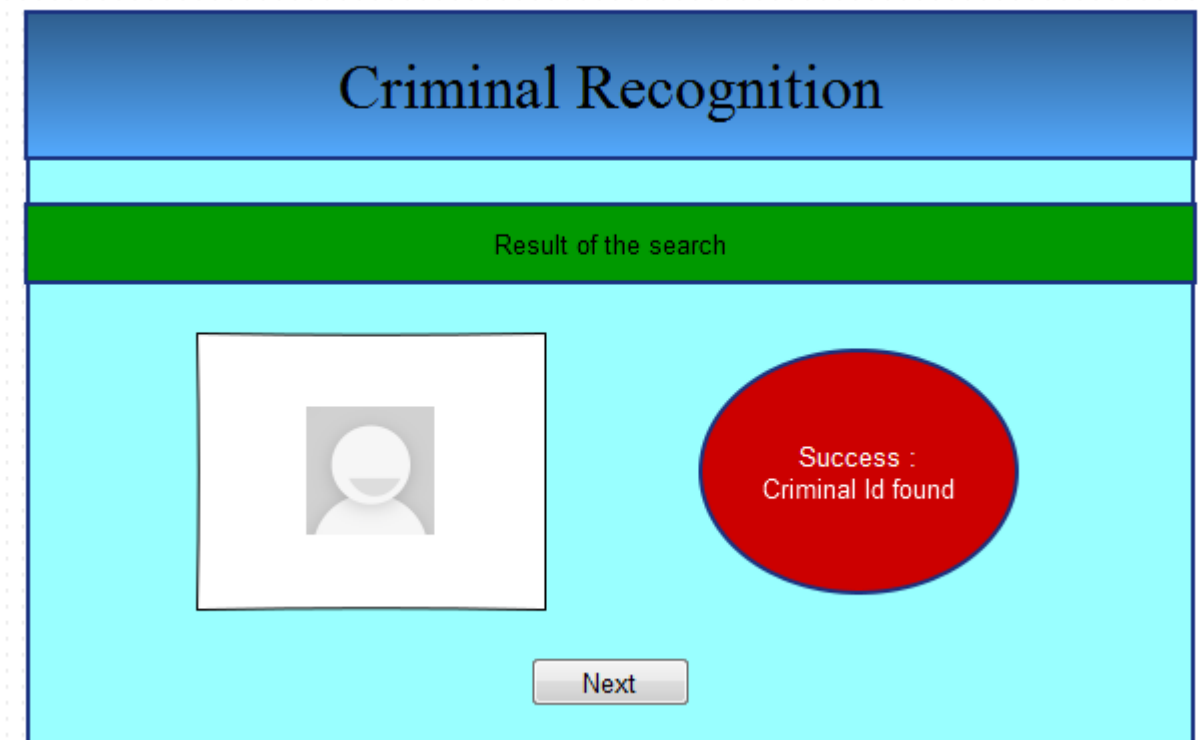 Criminal Recognition
Result of the search
Success :
Criminal Id found
Next